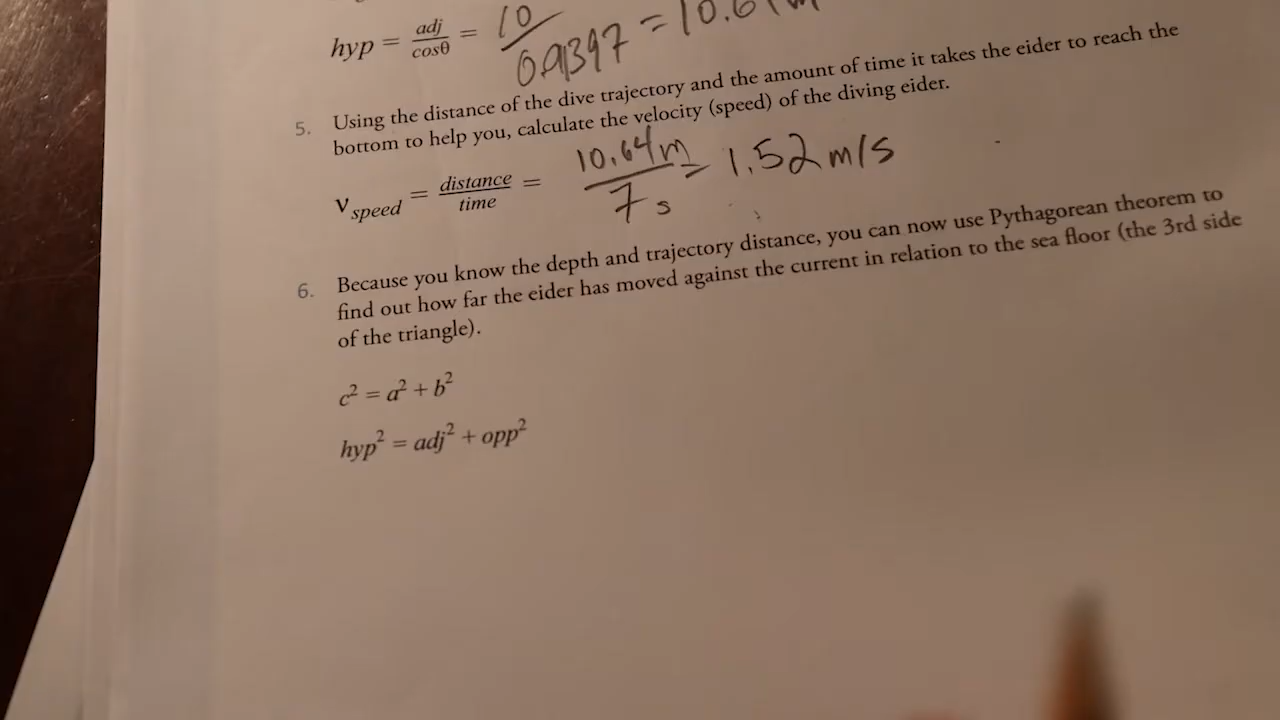 hyp = adj/cosθ = 10/0.9397 = 10.64 m
5. Using the distance of the dive trajectory and the amount of time it takes the eider to reach the
bottom to help you, calculate the velocity (speed) of the diving eider.
v speed = distance/time = 10.64m/7s = 1.52 m/s
6. Because you know the depth and trajectory distance, you can now use Pythagorean theorem to
find out how far the eider has moved against the current in relation to the sea floor (the 3rd side
of the triangle).
c² = a² + b²
hyp² = adj² + opp²